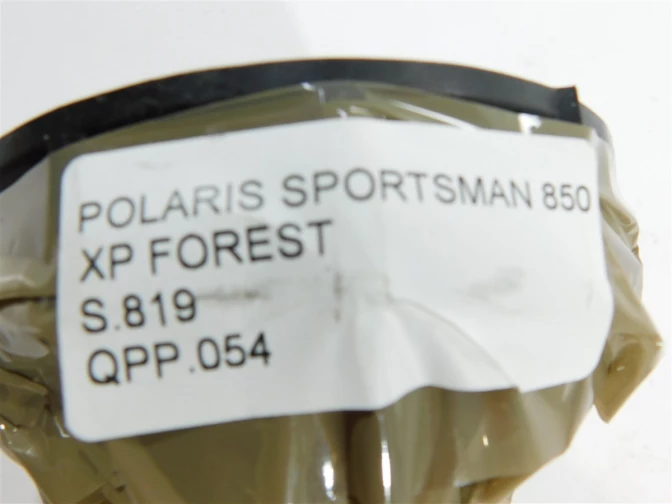 POLARIS SPORTSMAN 850
XP FOREST
S.819
QPP.054